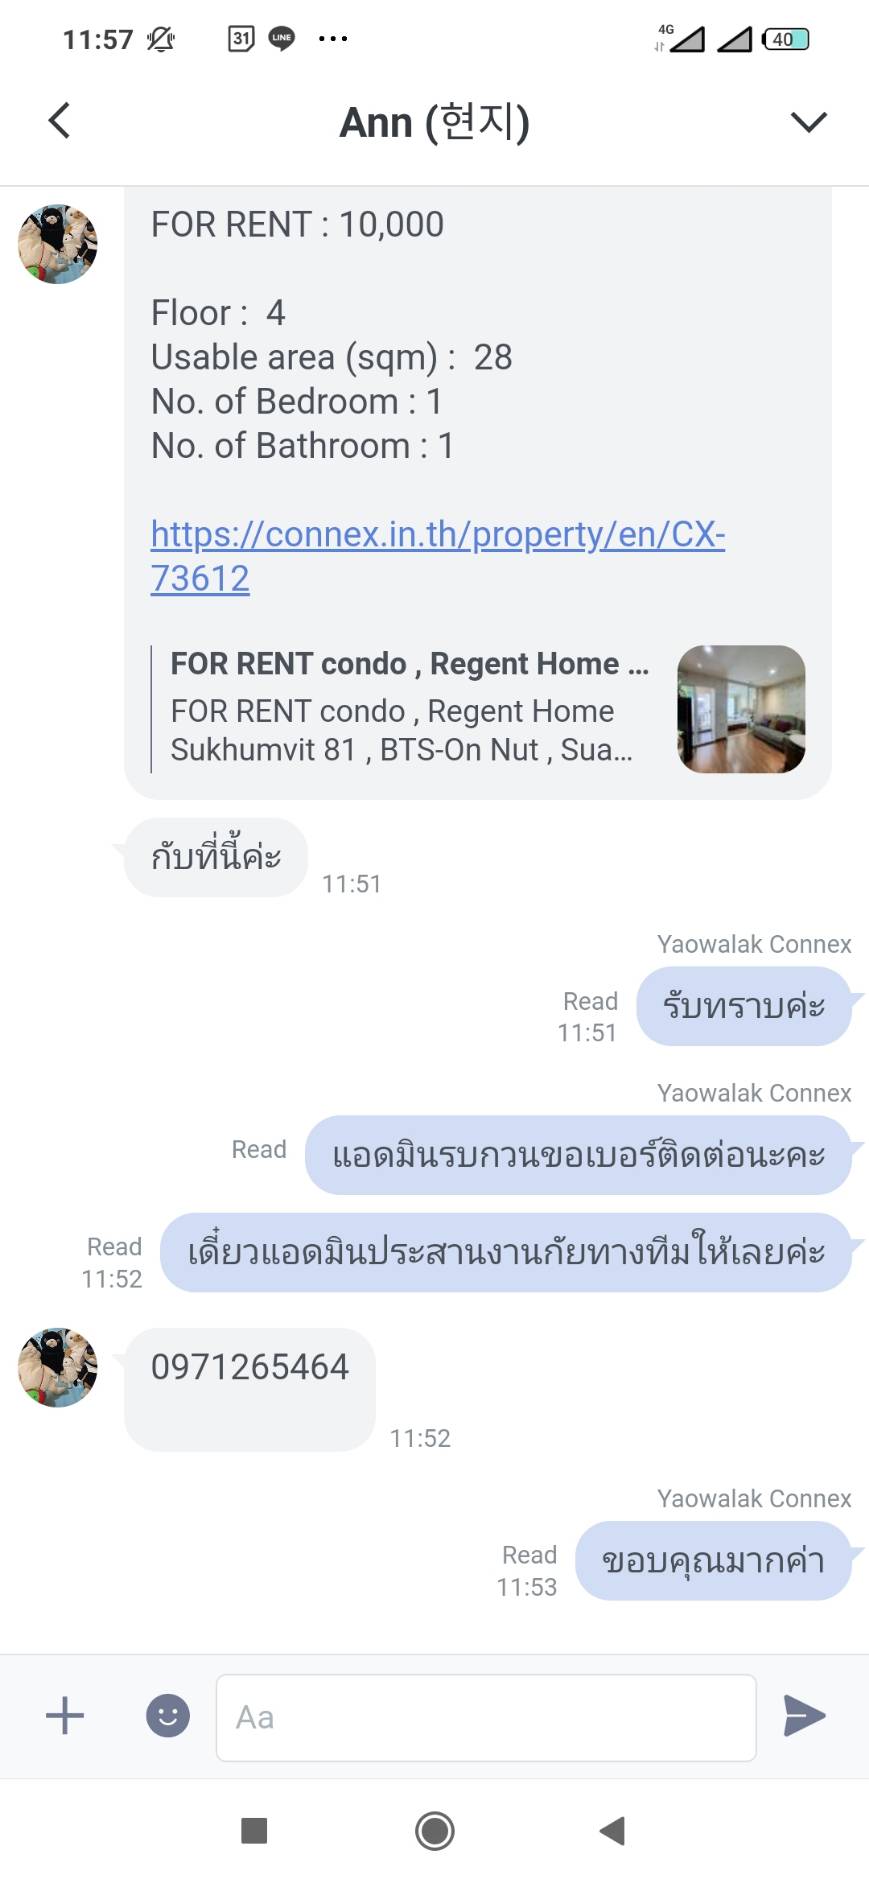 11:57
31
LINE
4G
40
Ann (현지)
FOR RENT : 10,000
Floor :  4
Usable area (sqm) :  28
No. of Bedroom : 1
No. of Bathroom : 1
https://connex.in.th/property/en/CX-
73612
FOR RENT condo , Regent Home ...
FOR RENT condo , Regent Home
Sukhumvit 81 , BTS-On Nut , Sua...
กับที่นี้ค่ะ
11:51
Yaowalak Connex
รับทราบค่ะ
Read
11:51
Yaowalak Connex
แอดมินรบกวนขอเบอร์ติดต่อนะคะ
Read
เดี๋ยวแอดมินประสานงานกัยทางทีมให้เลยค่ะ
Read
11:52
0971265464
11:52
Yaowalak Connex
ขอบคุณมากค่า
Read
11:53
Aa